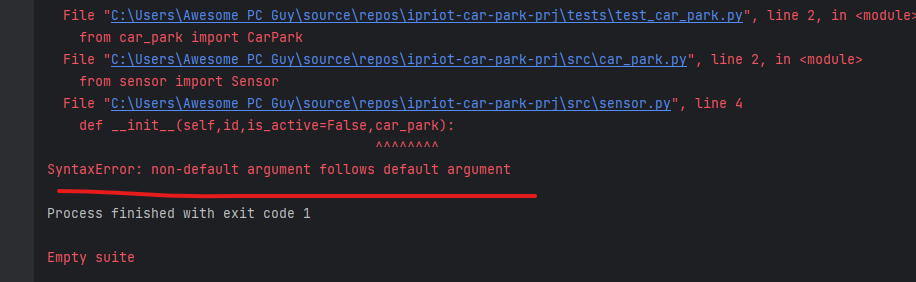 File "C:\Users\Awesome PC Guy\source\repos\ipriot-car-park-prj\tests\test_car_park.py", line 2, in <module>
from car_park import CarPark
File "C:\Users\Awesome PC Guy\source\repos\ipriot-car-park-prj\src\car_park.py", line 2, in <module>
from sensor import Sensor
File "C:\Users\Awesome PC Guy\source\repos\ipriot-car-park-prj\src\sensor.py", line 4
def __init__(self,id,is_active=False,car_park):
^^^^^^^^
SyntaxError: non-default argument follows default argument
Process finished with exit code 1
Empty suite